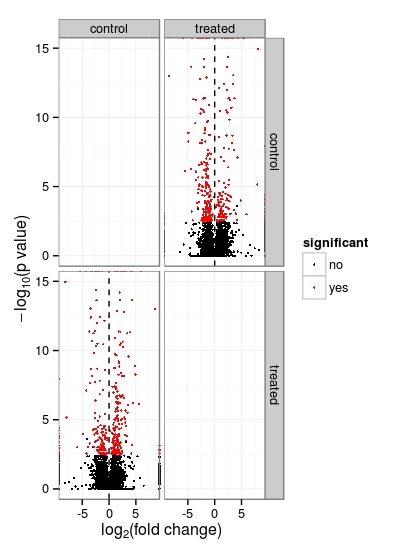 control treated
15
10
5
0
control
15
10
5
0
treated
−log10(p value)
-5 0 5 -5 0 5
log2(fold change)
significant
no
yes